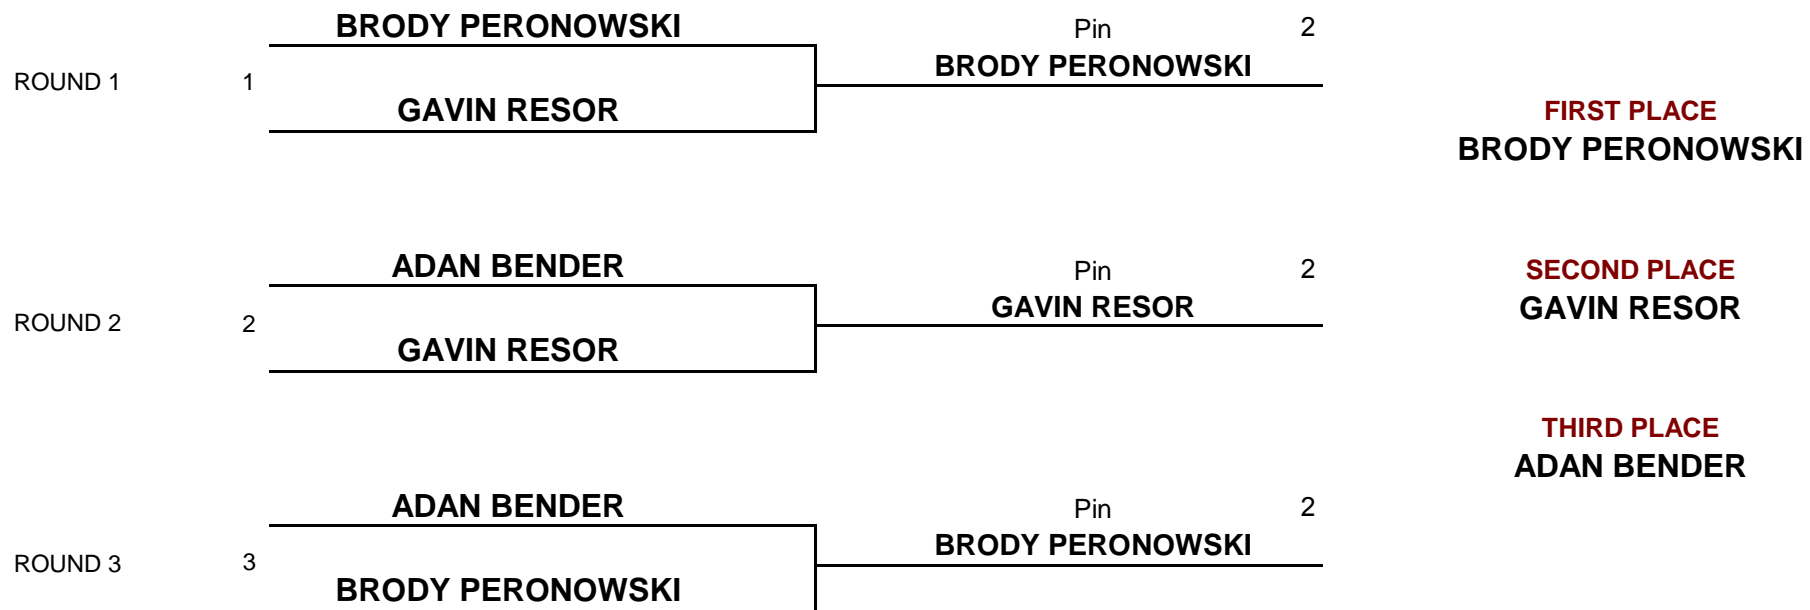 BRODY PERONOWSKI
Pin 2
BRODY PERONOWSKI
ROUND 1 1
GAVIN RESOR
FIRST PLACE
BRODY PERONOWSKI
ADAN BENDER
Pin 2
SECOND PLACE
GAVIN RESOR
GAVIN RESOR
ROUND 2 2
GAVIN RESOR
THIRD PLACE
ADAN BENDER
ADAN BENDER
Pin 2
BRODY PERONOWSKI
ROUND 3 3
BRODY PERONOWSKI